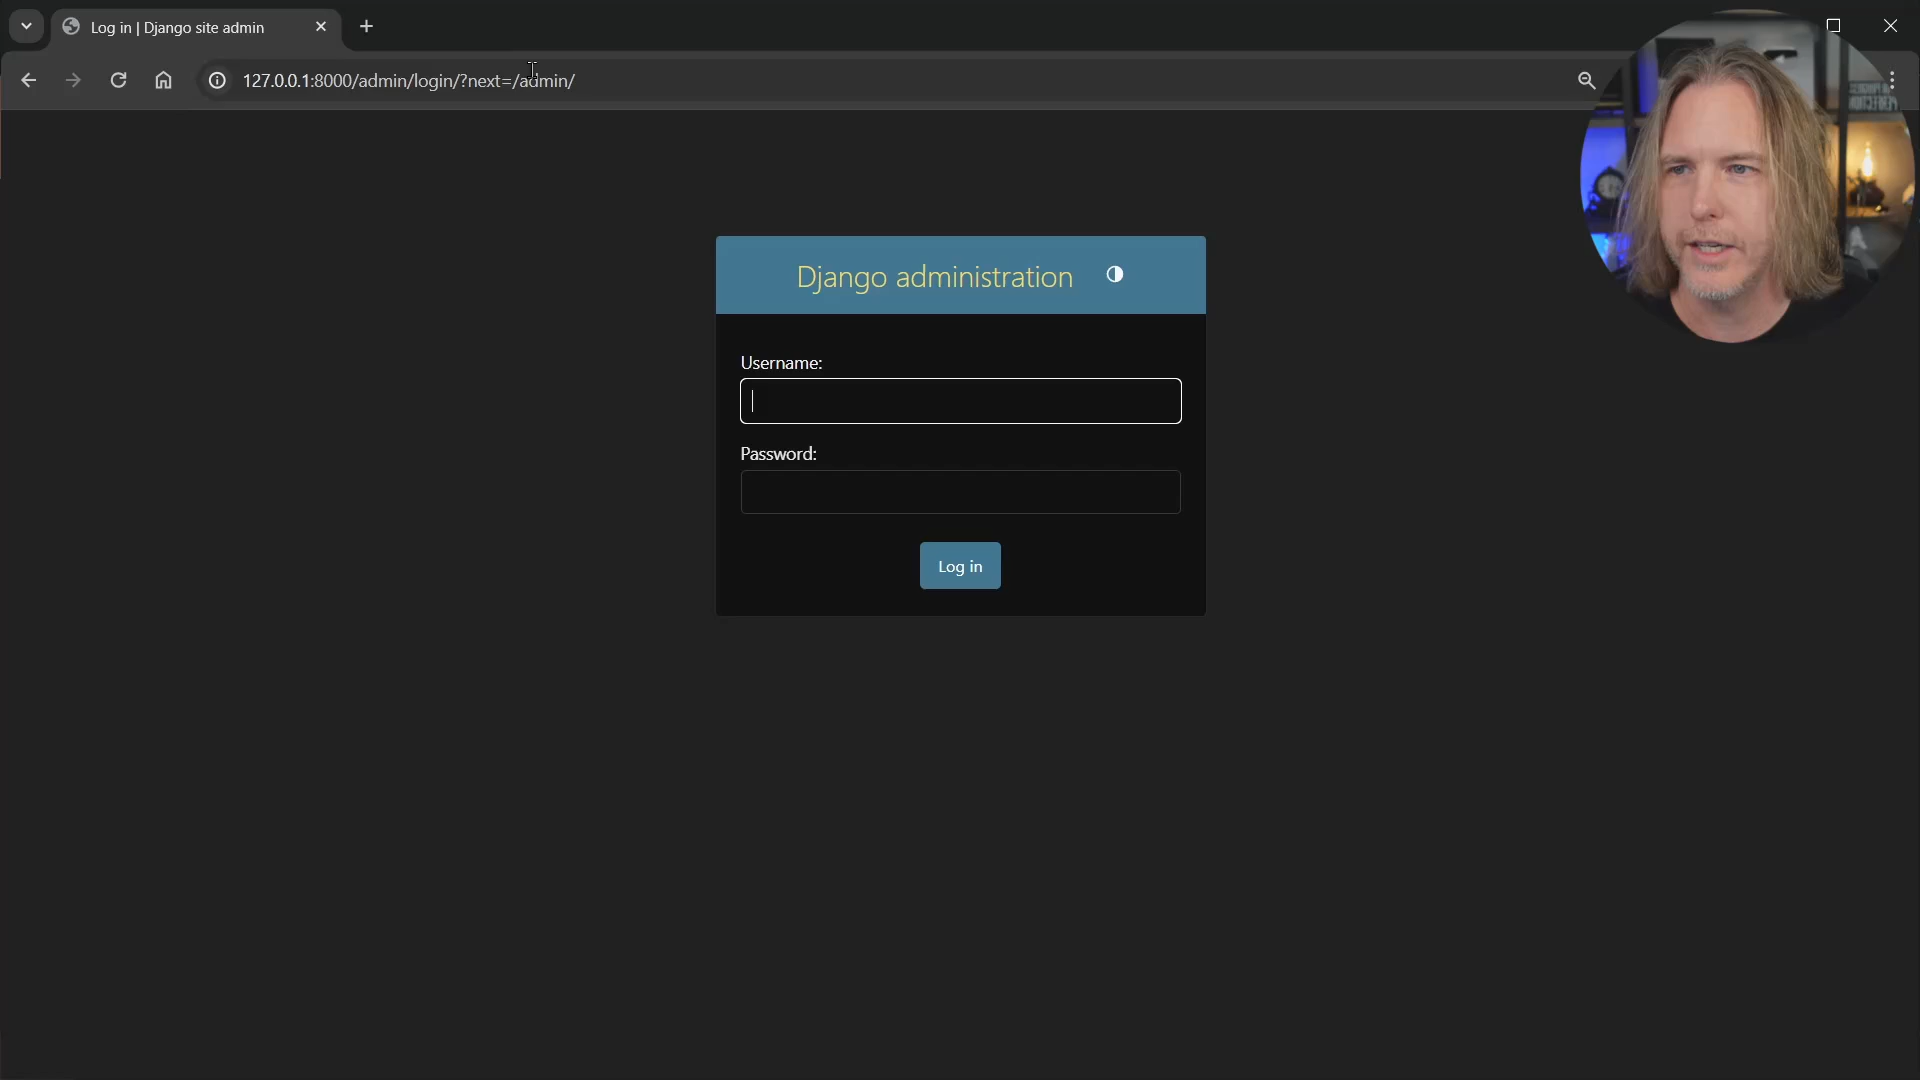 Log in | Django site admin
127.0.0.1:8000/admin/login/?next=/admin/
Django administration
Username:
Password:
Log in